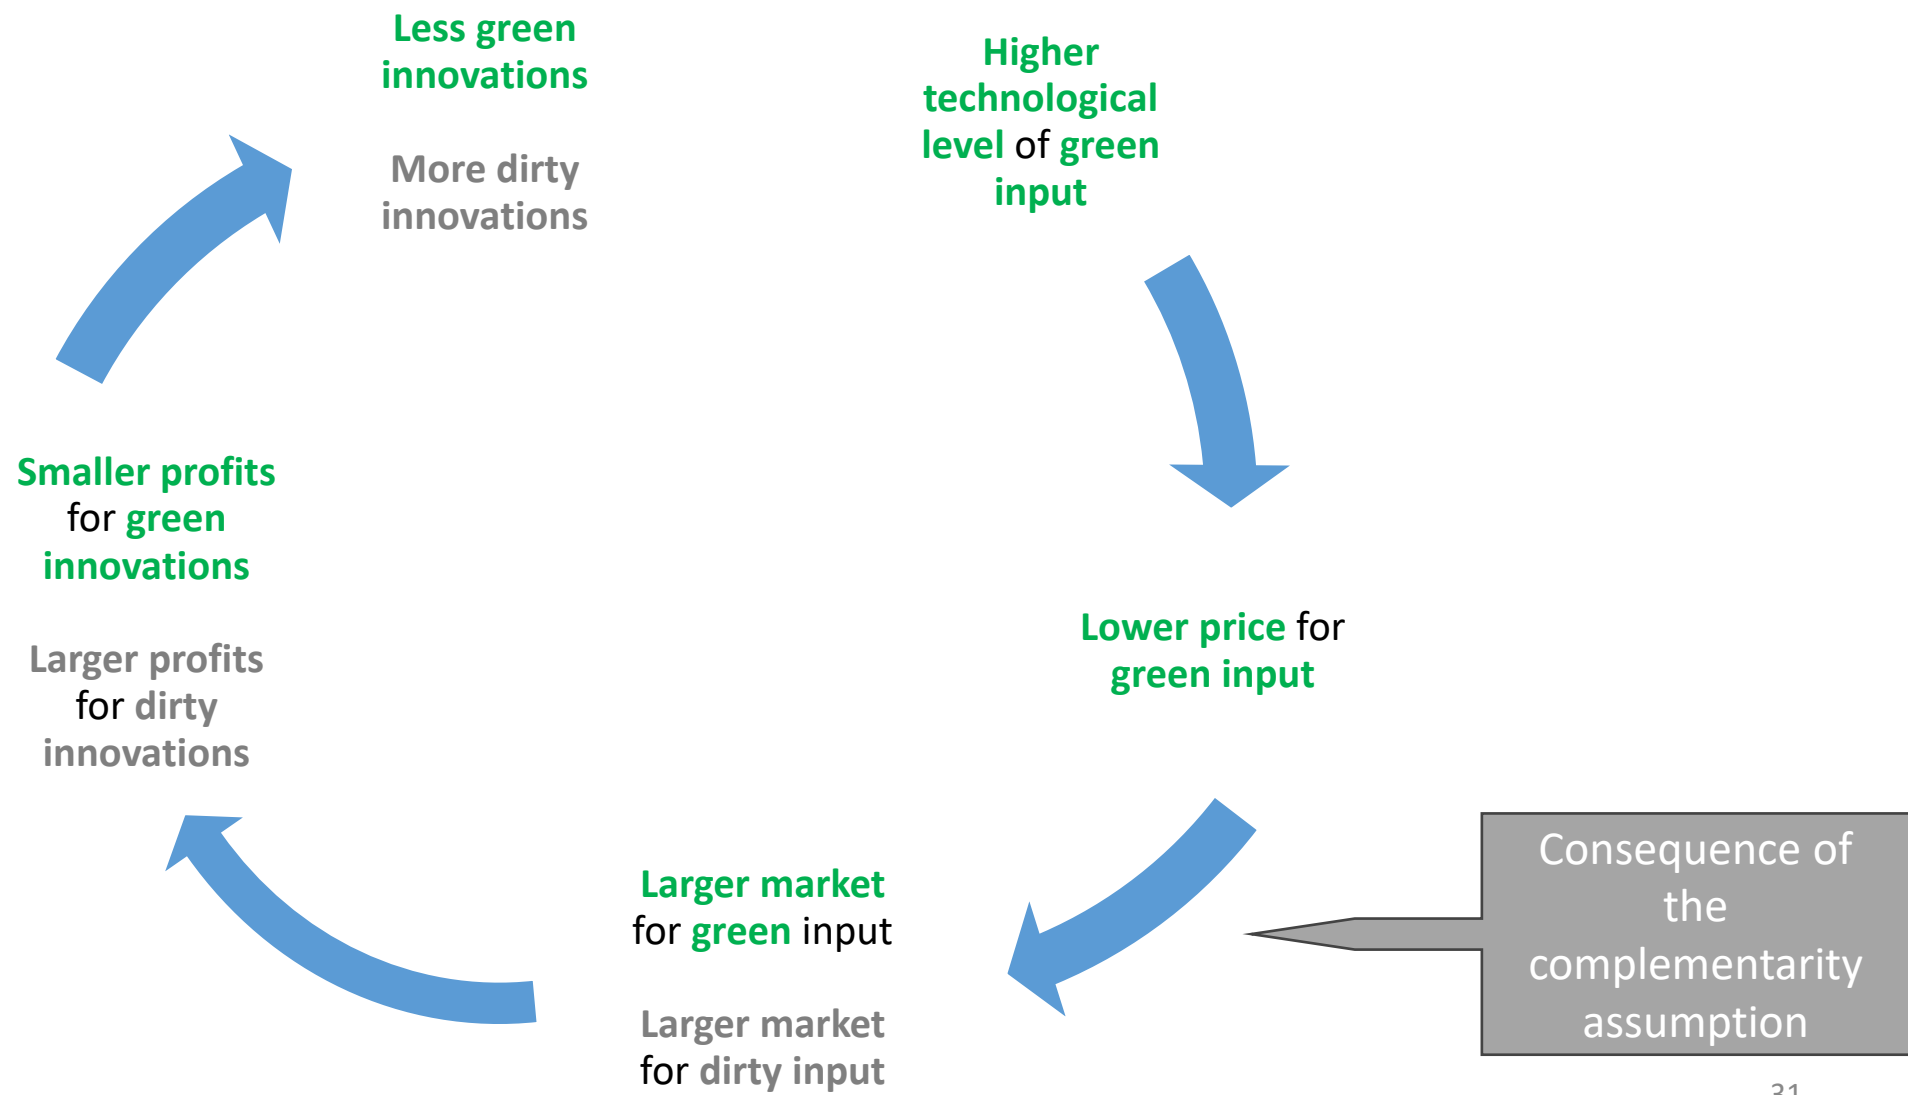 Less green
innovations
More dirty
innovations
Higher
technological
level of green
input
Lower price for
green input
Larger market
for green input
Larger market
for dirty input
Smaller profits
for green
innovations
Larger profits
for dirty
innovations
Consequence of
the
complementarity
assumption
31